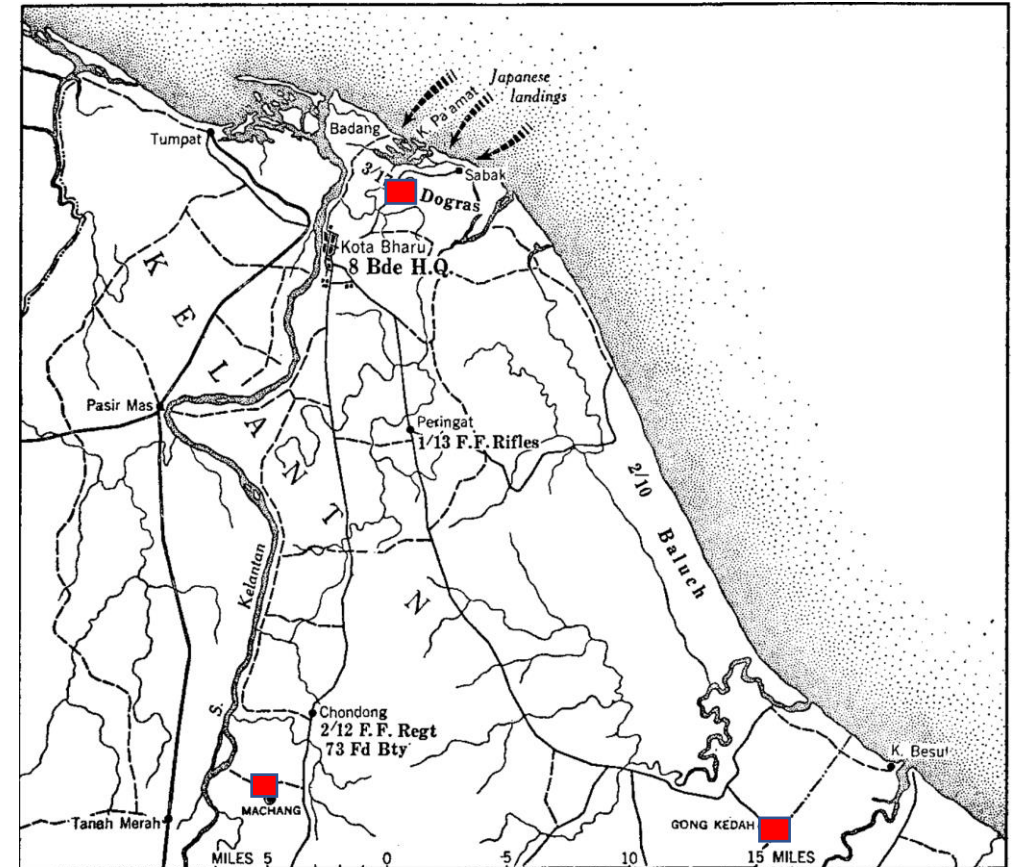 Japanese
landings
K. Pa'amat
Badang
Tumpat
Sabak
Dogras
Kota Bharu
8 Bde H.Q.
KELANTAN
Pasir Mas
Peringat
1/13 F.F. Rifles
2/10 Baluch
S. Kelantan
Chondong
2/12 F.F. Regt
73 Fd Bty
K. Besut
MACHANG
Tanah Merah
GONG KEDAH
MILES 5 0 5 10 15 MILES